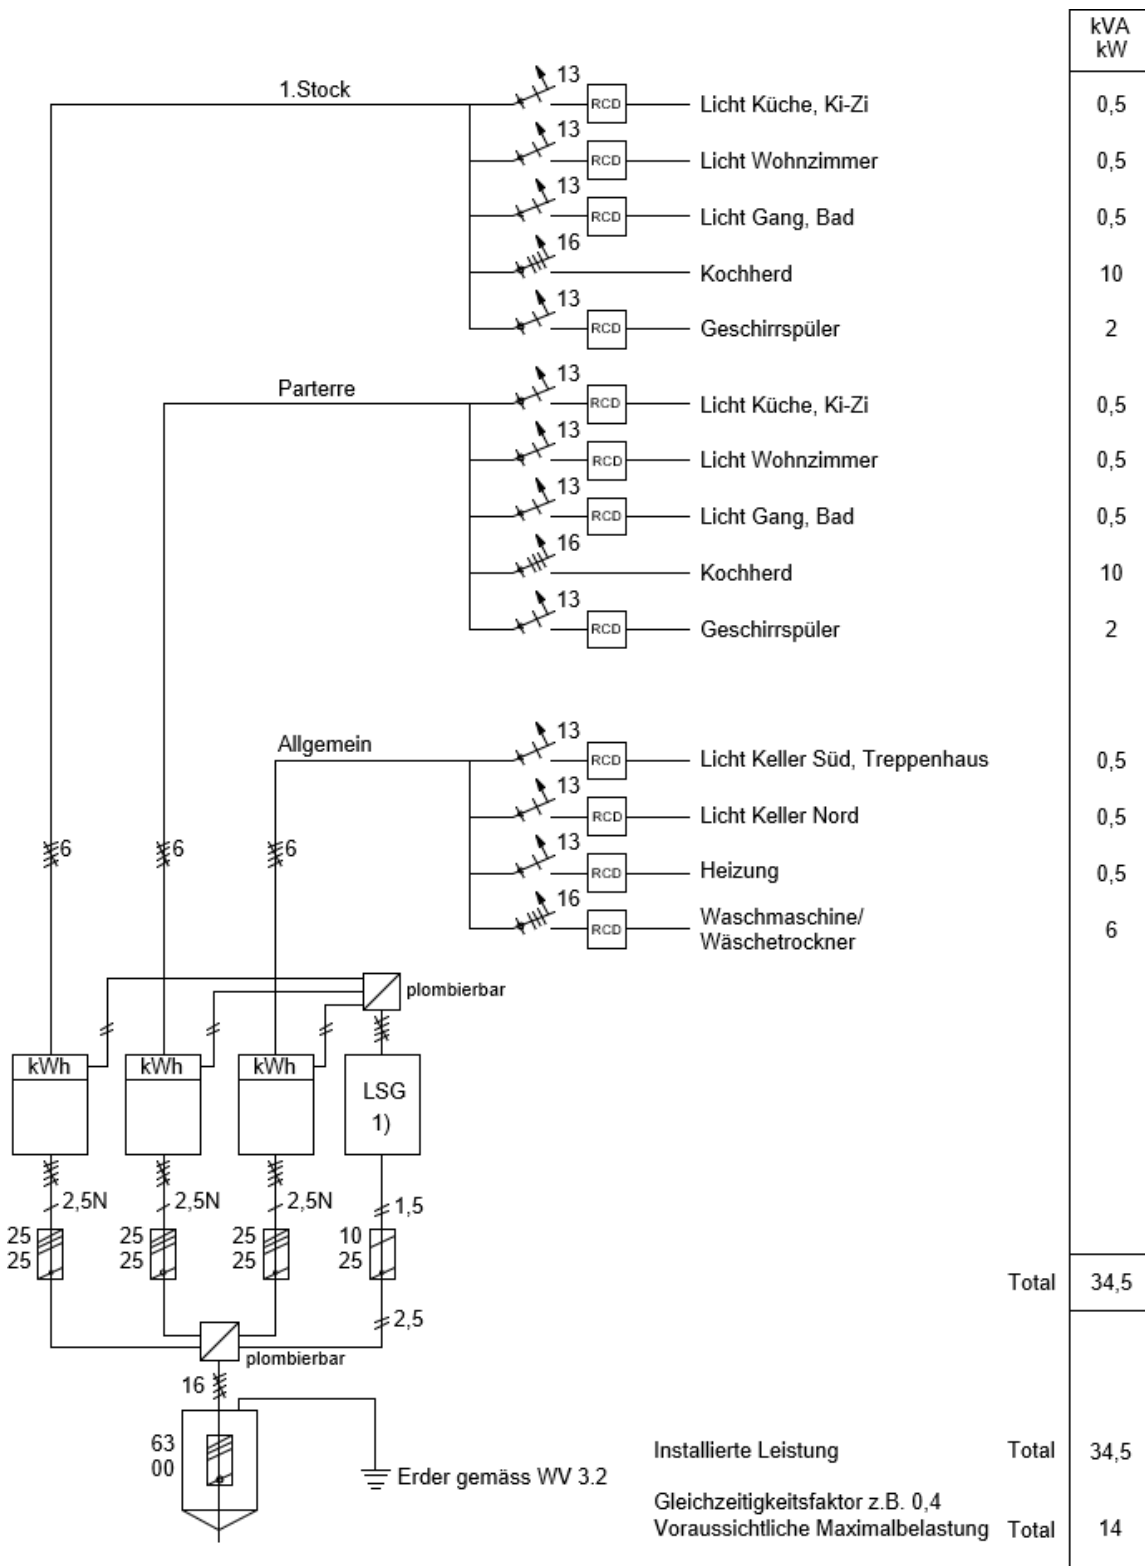 kVA
kW
1.Stock
13
RCD
Licht Küche, Ki-Zi
0,5
13
RCD
Licht Wohnzimmer
0,5
13
RCD
Licht Gang, Bad
0,5
16
Kochherd
10
13
RCD
Geschirrspüler
2
Parterre
13
RCD
Licht Küche, Ki-Zi
0,5
13
RCD
Licht Wohnzimmer
0,5
13
RCD
Licht Gang, Bad
0,5
16
Kochherd
10
13
RCD
Geschirrspüler
2
Allgemein
13
RCD
Licht Keller Süd, Treppenhaus
0,5
13
RCD
Licht Keller Nord
0,5
6
6
6
13
RCD
Heizung
0,5
16
RCD
Waschmaschine/
Wäschetrockner
6
plombierbar
kWh
kWh
kWh
LSG
1)
2,5N
2,5N
2,5N
1,5
25
25
25
25
25
25
10
25
Total
34,5
2,5
plombierbar
16
63
00
Erder gemäss WV 3.2
Installierte Leistung
Total
34,5
Gleichzeitigkeitsfaktor z.B. 0,4
Voraussichtliche Maximalbelastung
Total
14